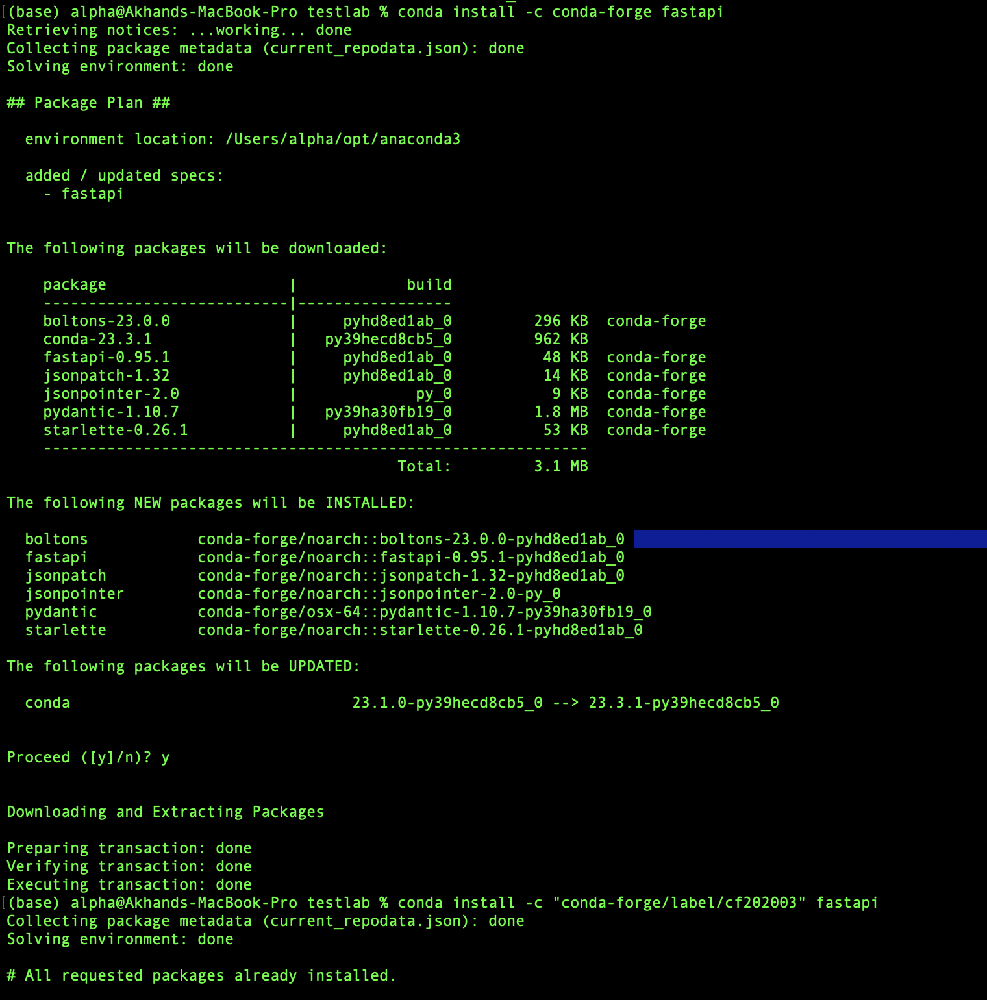 (base) alpha@Akhands-MacBook-Pro testlab % conda install -c conda-forge fastapi
Retrieving notices: ...working... done
Collecting package metadata (current_repodata.json): done
Solving environment: done
## Package Plan ##
environment location: /Users/alpha/opt/anaconda3
added / updated specs:
- fastapi
The following packages will be downloaded:
package | build
---------------------------|-----------------
boltons-23.0.0 | pyhd8ed1ab_0 296 KB conda-forge
conda-23.3.1 | py39hecd8cb5_0 962 KB
fastapi-0.95.1 | pyhd8ed1ab_0 48 KB conda-forge
jsonpatch-1.32 | pyhd8ed1ab_0 14 KB conda-forge
jsonpointer-2.0 | py_0 9 KB conda-forge
pydantic-1.10.7 | py39ha30fb19_0 1.8 MB conda-forge
starlette-0.26.1 | pyhd8ed1ab_0 53 KB conda-forge
------------------------------------------------------------
Total: 3.1 MB
The following NEW packages will be INSTALLED:
boltons conda-forge/noarch::boltons-23.0.0-pyhd8ed1ab_0
fastapi conda-forge/noarch::fastapi-0.95.1-pyhd8ed1ab_0
jsonpatch conda-forge/noarch::jsonpatch-1.32-pyhd8ed1ab_0
jsonpointer conda-forge/noarch::jsonpointer-2.0-py_0
pydantic conda-forge/osx-64::pydantic-1.10.7-py39ha30fb19_0
starlette conda-forge/noarch::starlette-0.26.1-pyhd8ed1ab_0
The following packages will be UPDATED:
conda 23.1.0-py39hecd8cb5_0 --> 23.3.1-py39hecd8cb5_0
Proceed ([y]/n)? y
Downloading and Extracting Packages
Preparing transaction: done
Verifying transaction: done
Executing transaction: done
(base) alpha@Akhands-MacBook-Pro testlab % conda install -c "conda-forge/label/cf202003" fastapi
Collecting package metadata (current_repodata.json): done
Solving environment: done
# All requested packages already installed.